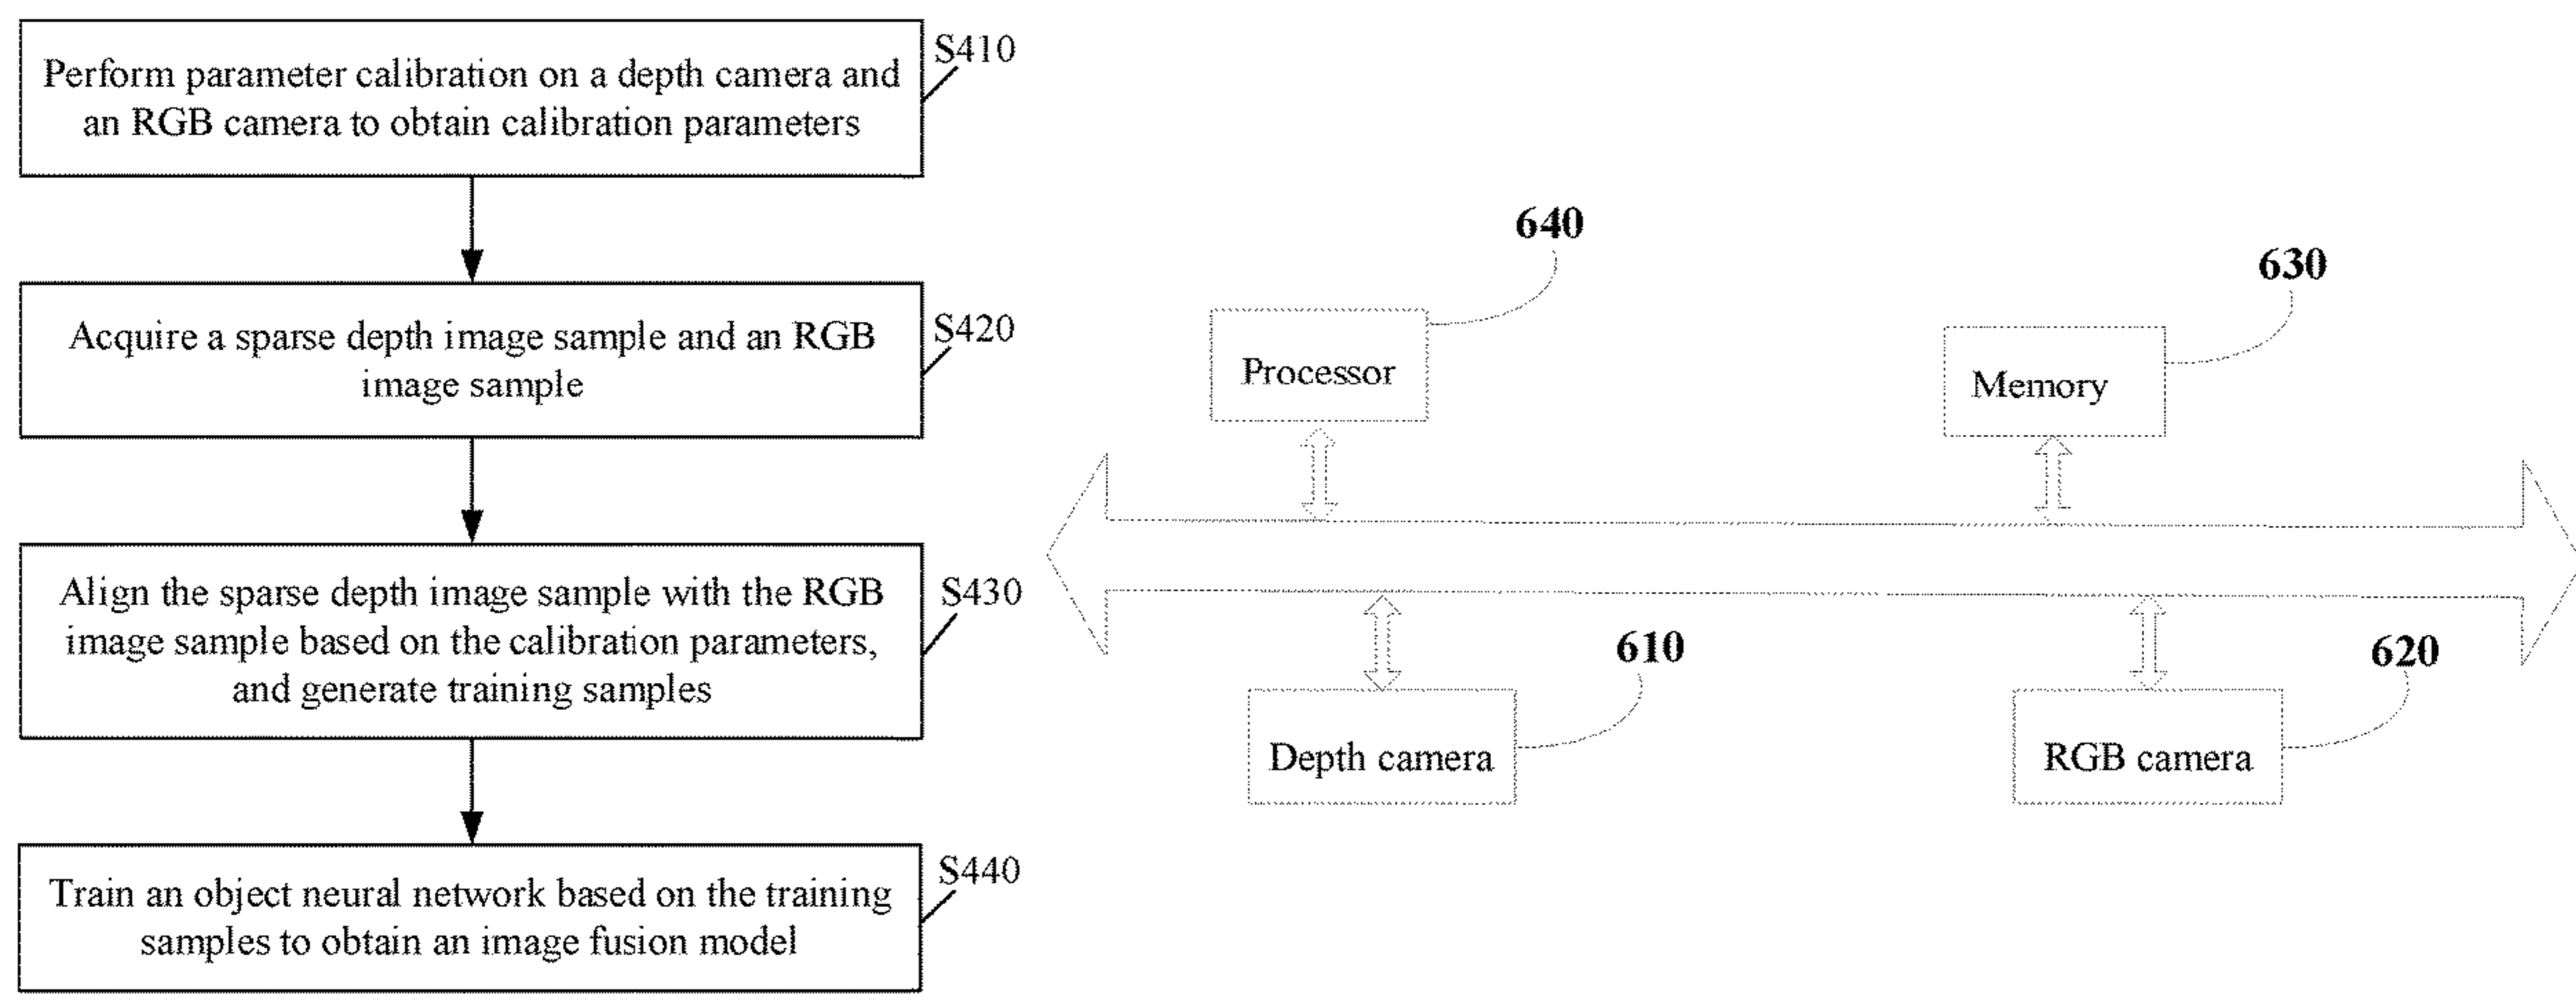 Perform parameter calibration on a depth camera and
an RGB camera to obtain calibration parameters
S410
Acquire a sparse depth image sample and an RGB
image sample
S420
Align the sparse depth image sample with the RGB
image sample based on the calibration parameters,
and generate training samples
S430
Train an object neural network based on the training
samples to obtain an image fusion model
S440
640
Processor
630
Memory
610
Depth camera
620
RGB camera